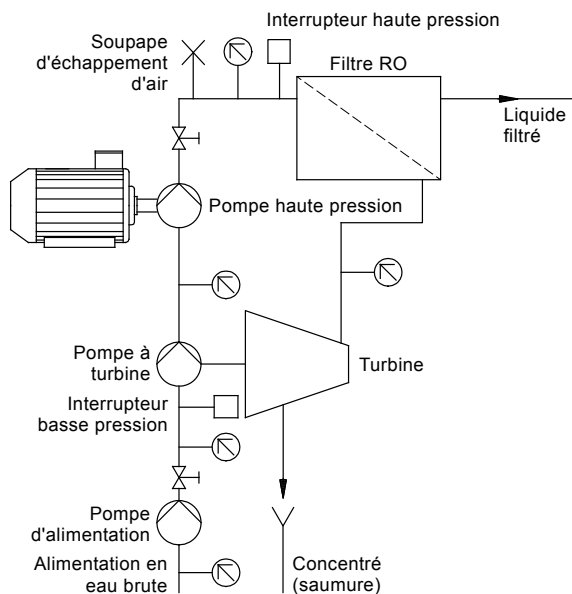 Interrupteur haute pression
Soupape
d'échappement
d'air
Filtre RO
Liquide
filtré
Pompe haute pression
Pompe à
turbine
Turbine
Interrupteur
basse pression
Pompe
d'alimentation
Alimentation en
eau brute
Concentré
(saumure)